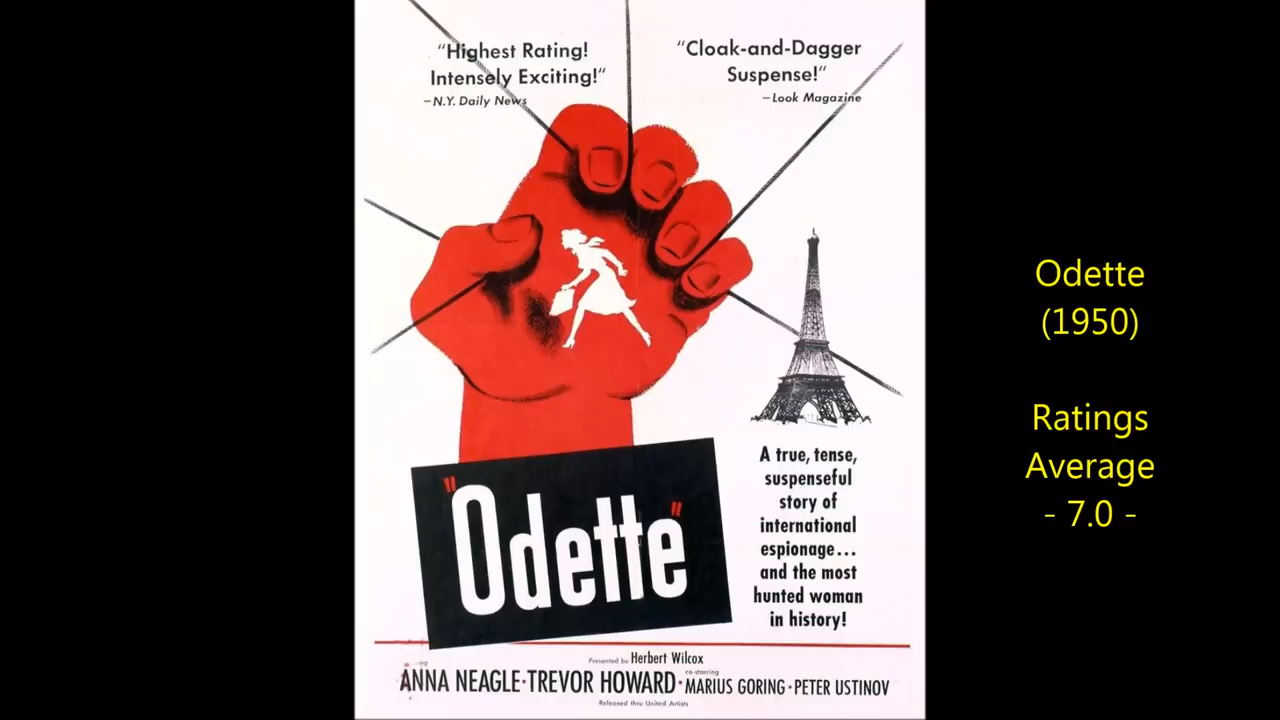 “Highest Rating!
Intensely Exciting!“
—N.Y. Daily News
“Cloak-and-Dagger
Suspense!“
—Look Magazine
A true, tense,
suspenseful
story of
international
espionage...
and the most
hunted woman
in history!
"Odette"
Presented by Herbert Wilcox
co-starring
ANNA NEAGLE · TREVOR HOWARD · MARIUS GORING · PETER USTINOV
Released thru United Artists
Odette
(1950)
Ratings
Average
- 7.0 -